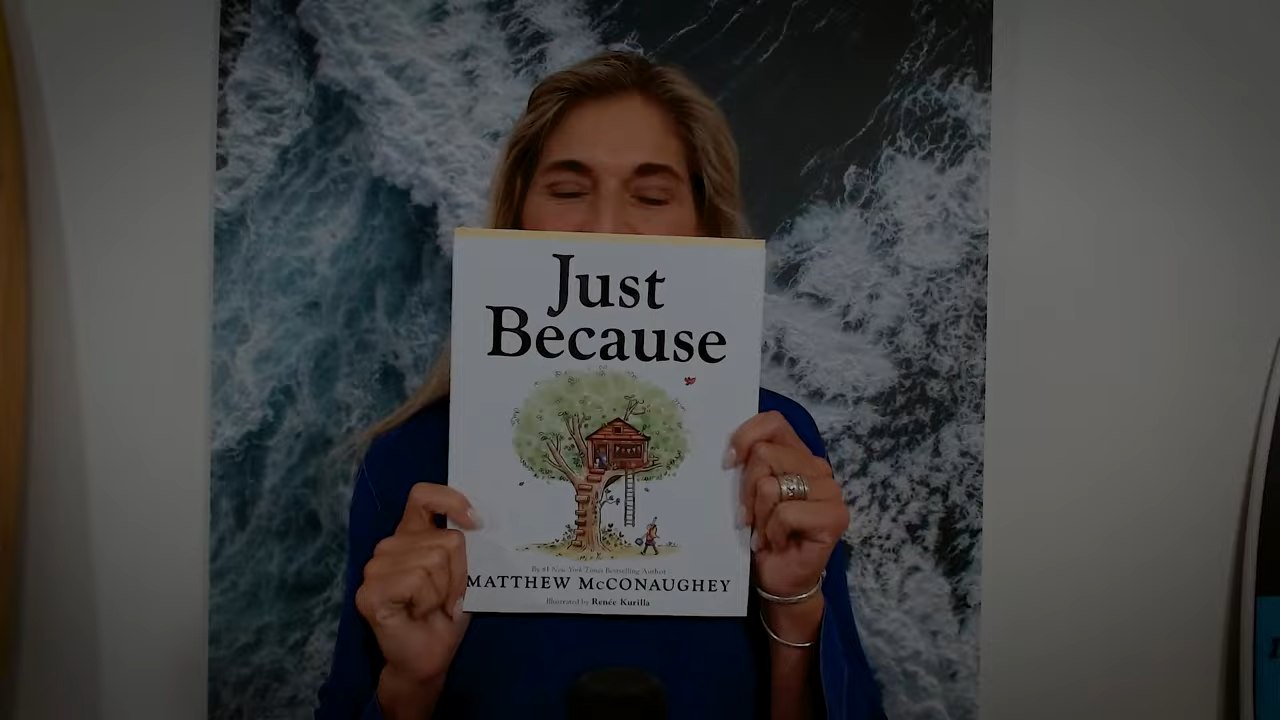 Just
Because
By #1 New York Times Bestselling Author
MATTHEW McCONAUGHEY
Illustrated by Renée Kurilla